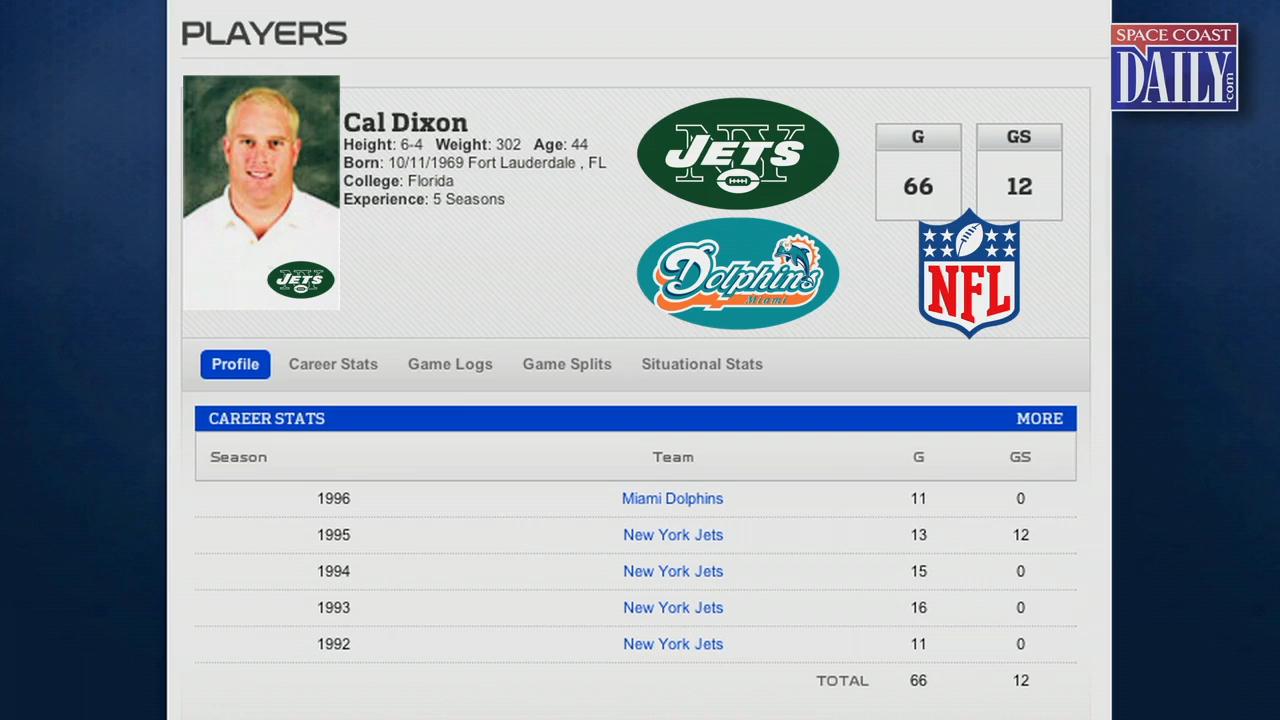 PLAYERS
SPACE COAST
DAILY.com
Cal Dixon
Height: 6-4 Weight: 302 Age: 44
Born: 10/11/1969 Fort Lauderdale , FL
College: Florida
Experience: 5 Seasons
JETS
NY
JETS
NY
Dolphins
Miami
G GS
66 12
NFL
Profile Career Stats Game Logs Game Splits Situational Stats
CAREER STATS MORE
Season Team G GS
1996 Miami Dolphins 11 0
1995 New York Jets 13 12
1994 New York Jets 15 0
1993 New York Jets 16 0
1992 New York Jets 11 0
TOTAL 66 12